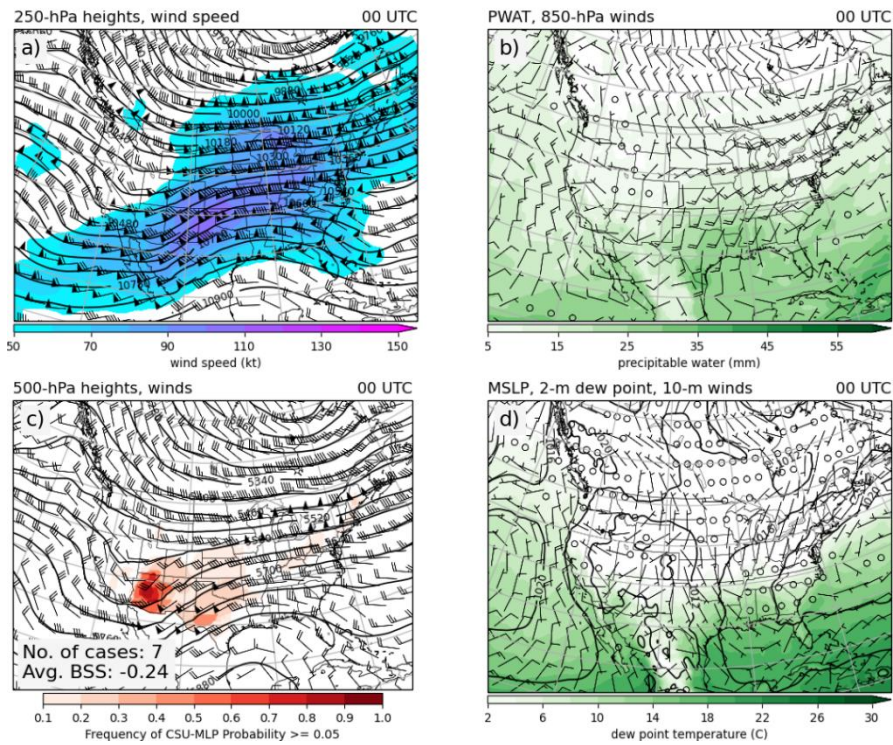 250-hPa heights, wind speed 00 UTC
a)
9880
10000
10120
10180
10300
10480
10900
50 70 90 110 130 150
wind speed (kt)
PWAT, 850-hPa winds 00 UTC
b)
5 15 25 35 45 55
precipitable water (mm)
500-hPa heights, winds 00 UTC
c)
5340
5520
5700
No. of cases: 7
Avg. BSS: -0.24
0.1 0.2 0.3 0.4 0.5 0.6 0.7 0.8 0.9 1.0
Frequency of CSU-MLP Probability >= 0.05
MSLP, 2-m dew point, 10-m winds 00 UTC
d)
1020
1020
2 6 10 14 18 22 26 30
dew point temperature (C)